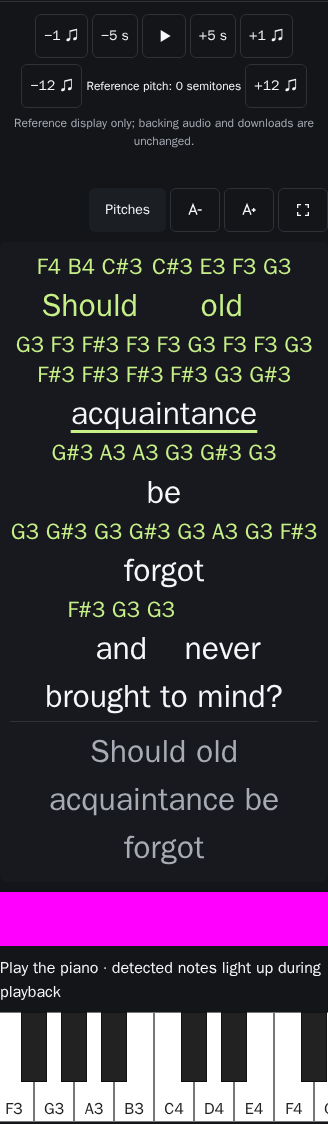 −1 ♫ −5 s ▶ +5 s +1 ♫
−12 ♫ Reference pitch: 0 semitones +12 ♫
Reference display only; backing audio and downloads are
unchanged.
Pitches A- A+
F4 B4 C#3 C#3 E3 F3 G3
Should old
G3 F3 F#3 F3 F3 G3 F3 F3 G3
F#3 F#3 F#3 F#3 G3 G#3
acquaintance
G#3 A3 A3 G3 G#3 G3
be
G3 G#3 G3 G#3 G3 A3 G3 F#3
forgot
F#3 G3 G3
and never
brought to mind?
Should old
acquaintance be
forgot
Play the piano · detected notes light up during
playback
F3 G3 A3 B3 C4 D4 E4 F4